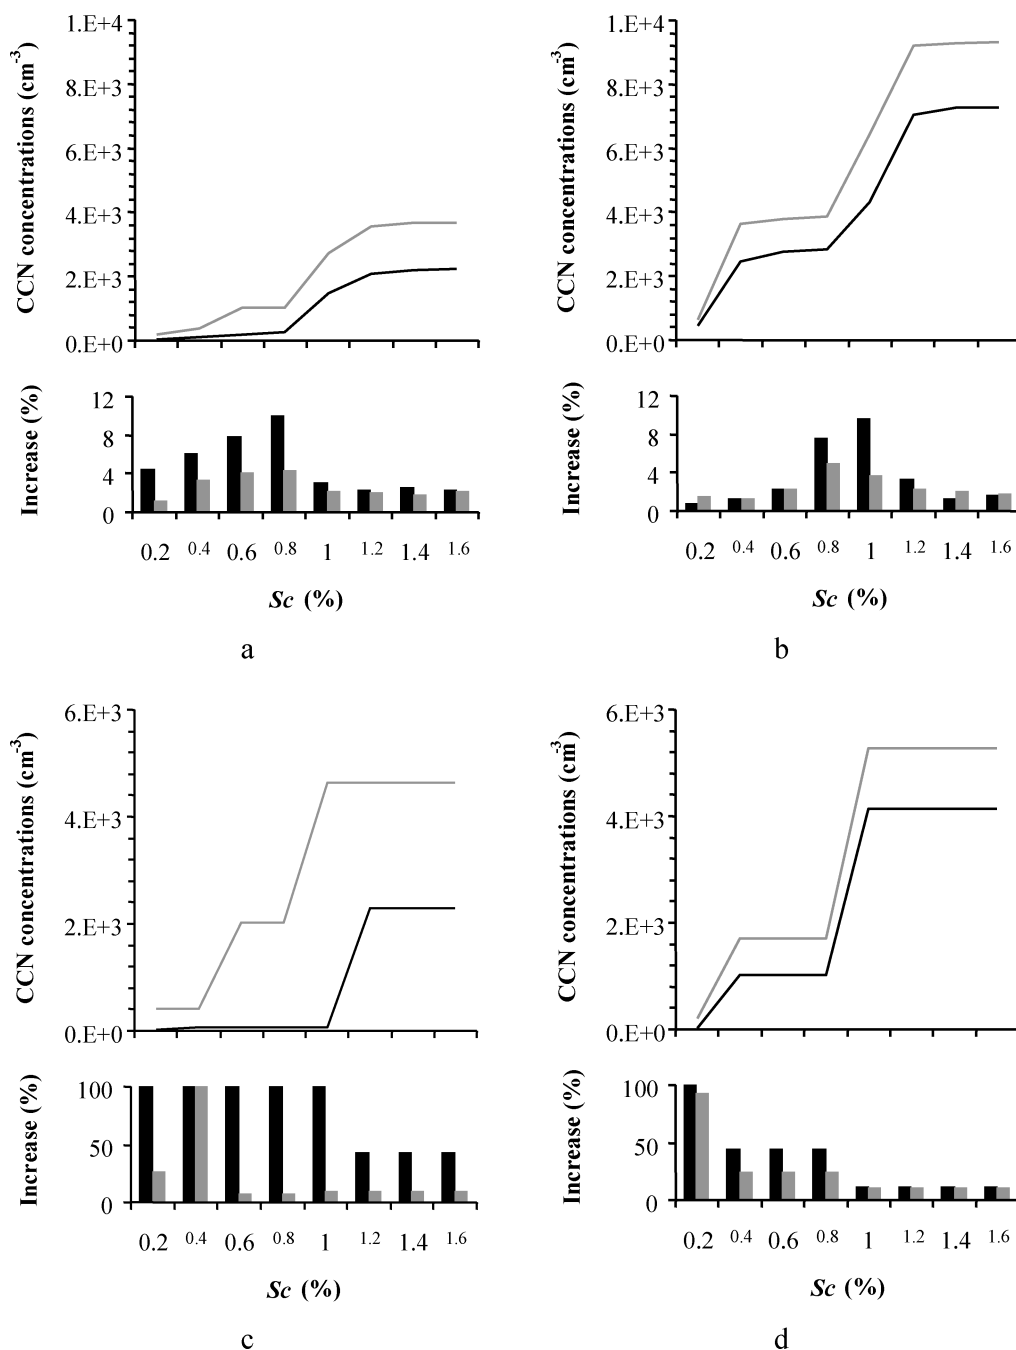 1.E+4
8.E+3
6.E+3
4.E+3
2.E+3
0.E+0
CCN concentrations (cm-3)
12
8
4
0
Increase (%)
0.2 0.4 0.6 0.8 1 1.2 1.4 1.6
Sc (%)
a
1.E+4
8.E+3
6.E+3
4.E+3
2.E+3
0.E+0
CCN concentrations (cm-3)
12
8
4
0
Increase (%)
0.2 0.4 0.6 0.8 1 1.2 1.4 1.6
Sc (%)
b
6.E+3
4.E+3
2.E+3
0.E+0
CCN concentrations (cm-3)
100
50
0
Increase (%)
0.2 0.4 0.6 0.8 1 1.2 1.4 1.6
Sc (%)
c
6.E+3
4.E+3
2.E+3
0.E+0
CCN concentrations (cm-3)
100
50
0
Increase (%)
0.2 0.4 0.6 0.8 1 1.2 1.4 1.6
Sc (%)
d